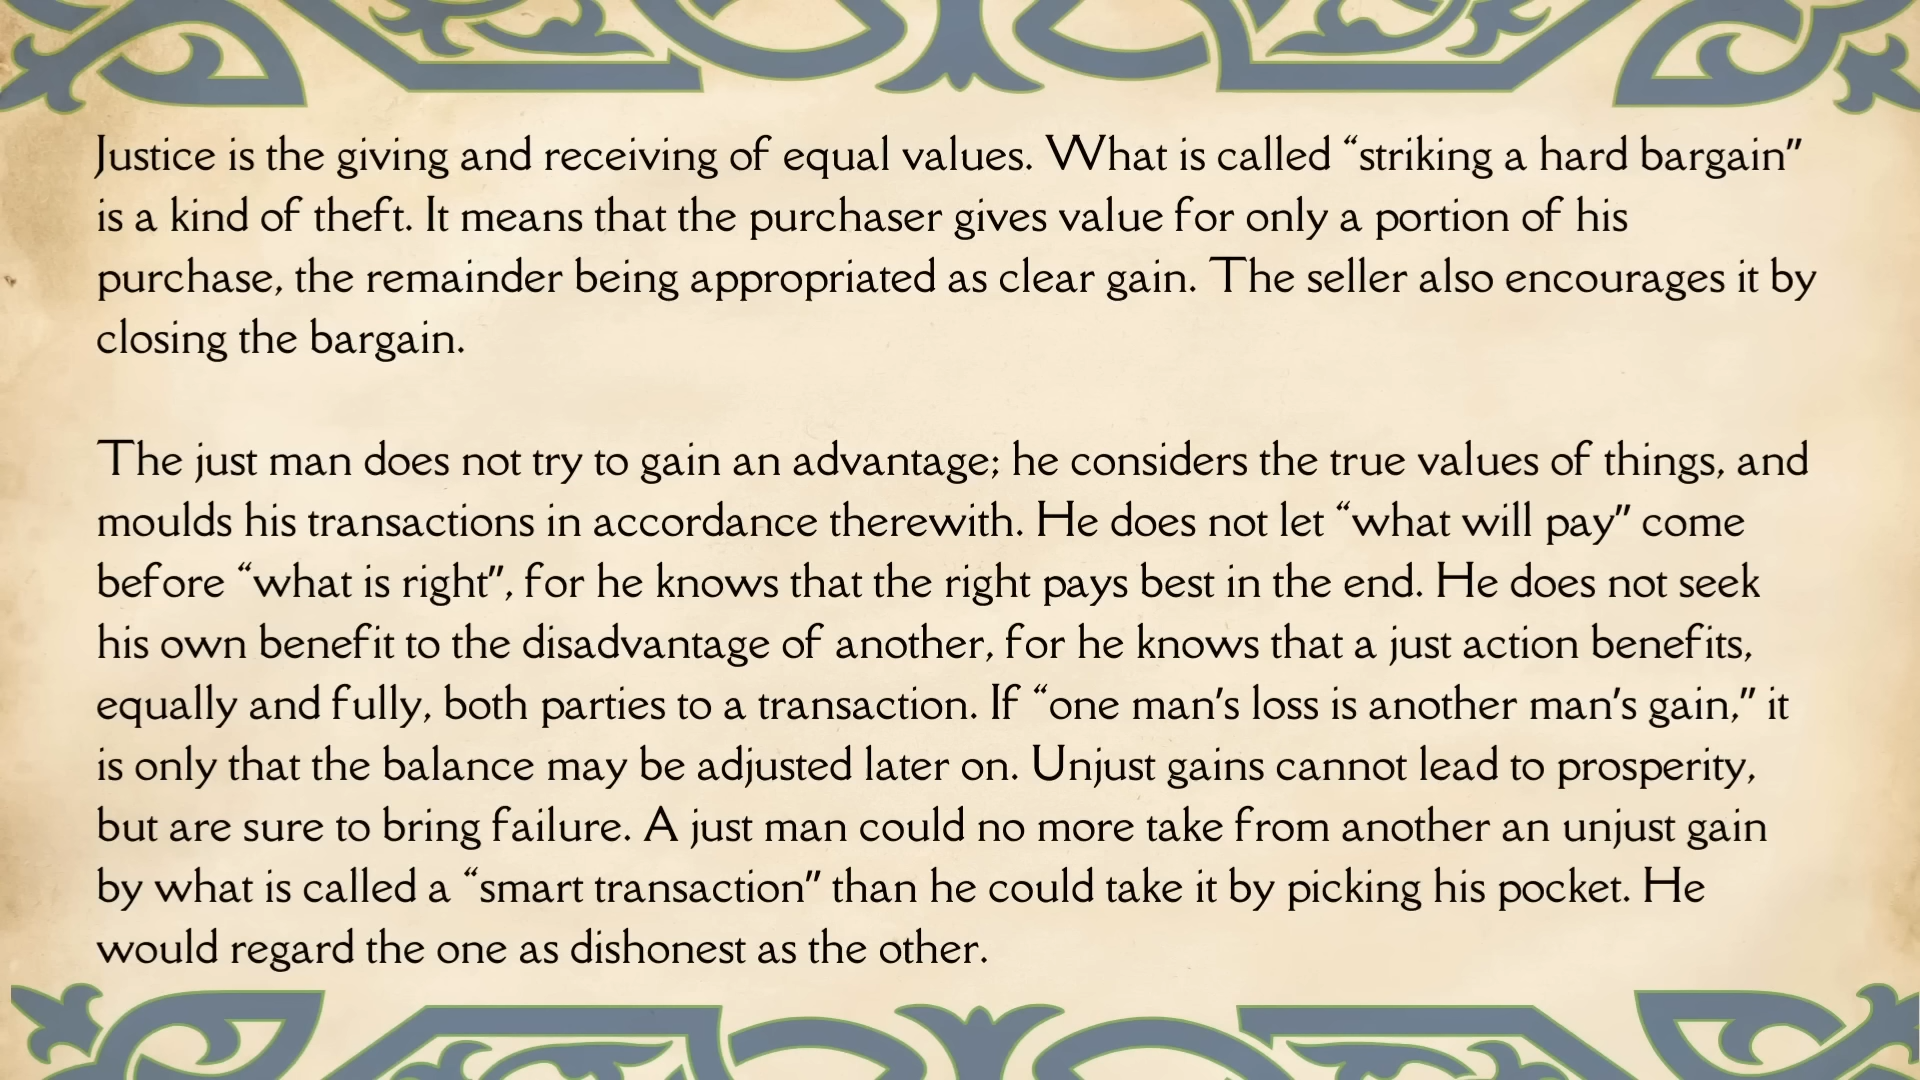 Justice is the giving and receiving of equal values. What is called “striking a hard bargain”
is a kind of theft. It means that the purchaser gives value for only a portion of his
purchase, the remainder being appropriated as clear gain. The seller also encourages it by
closing the bargain.
The just man does not try to gain an advantage; he considers the true values of things, and
moulds his transactions in accordance therewith. He does not let “what will pay” come
before “what is right”, for he knows that the right pays best in the end. He does not seek
his own benefit to the disadvantage of another, for he knows that a just action benefits,
equally and fully, both parties to a transaction. If “one man's loss is another man's gain,” it
is only that the balance may be adjusted later on. Unjust gains cannot lead to prosperity,
but are sure to bring failure. A just man could no more take from another an unjust gain
by what is called a “smart transaction” than he could take it by picking his pocket. He
would regard the one as dishonest as the other.